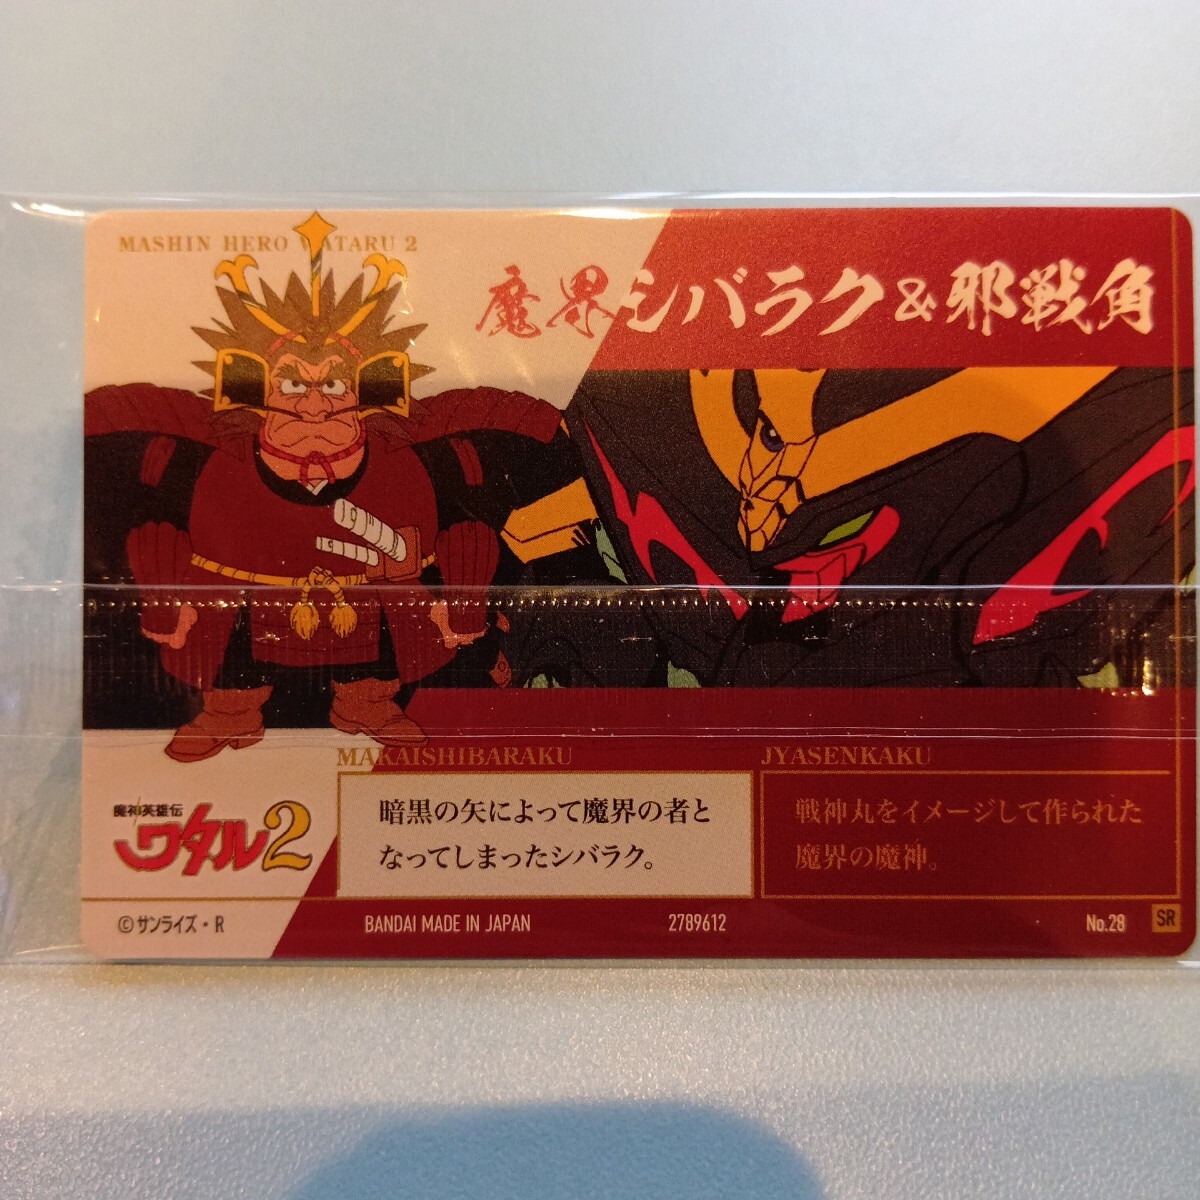 MASHIN HERO WATARU 2
魔界シバラク&邪戦角
MAKAISHIBARAKU
暗黒の矢によって魔界の者と
なってしまったシバラク。
JYASENKAKU
戦神丸をイメージして作られた
魔界の魔神。
魔神英雄伝
ワタル2
©サンライズ・R
BANDAI MADE IN JAPAN
2789612
No.28
SR